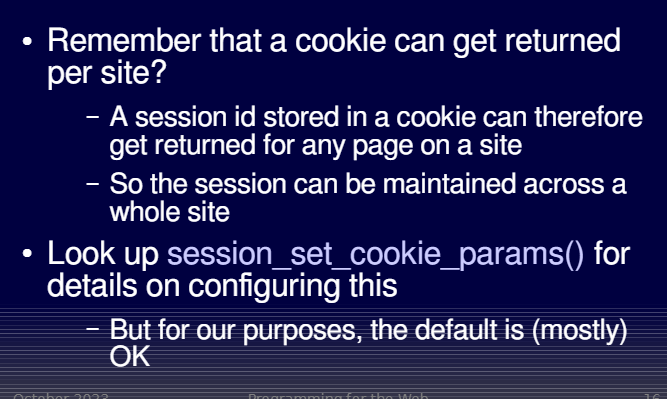 • Remember that a cookie can get returned
per site?
– A session id stored in a cookie can therefore
get returned for any page on a site
– So the session can be maintained across a
whole site
• Look up session_set_cookie_params() for
details on configuring this
– But for our purposes, the default is (mostly)
OK
October 2023 Programming for the Web 16